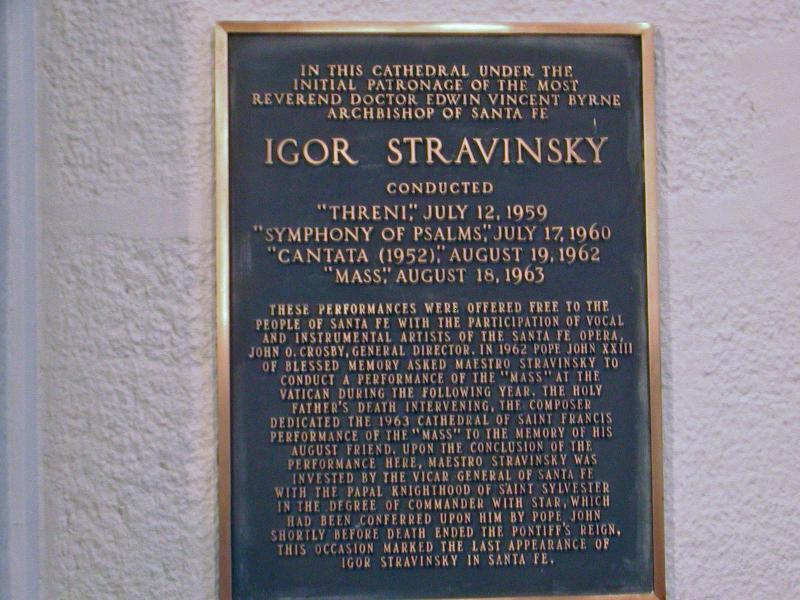 IN THIS CATHEDRAL UNDER THE
INITIAL PATRONAGE OF THE MOST
REVEREND DOCTOR EDWIN VINCENT BYRNE
ARCHBISHOP OF SANTA FE
IGOR STRAVINSKY
CONDUCTED
"THRENI," JULY 12, 1959
"SYMPHONY OF PSALMS," JULY 17, 1960
"CANTATA (1952)," AUGUST 19, 1962
"MASS," AUGUST 18, 1963
THESE PERFORMANCES WERE OFFERED FREE TO THE
PEOPLE OF SANTA FE WITH THE PARTICIPATION OF VOCAL
AND INSTRUMENTAL ARTISTS OF THE SANTA FE OPERA,
JOHN O. CROSBY, GENERAL DIRECTOR. IN 1962 POPE JOHN XXIII
OF BLESSED MEMORY ASKED MAESTRO STRAVINSKY TO
CONDUCT A PERFORMANCE OF THE "MASS" AT THE
VATICAN DURING THE FOLLOWING YEAR. THE HOLY
FATHER'S DEATH INTERVENING, THE COMPOSER
DEDICATED THE 1963 CATHEDRAL OF SAINT FRANCIS
PERFORMANCE OF THE "MASS" TO THE MEMORY OF HIS
AUGUST FRIEND. UPON THE CONCLUSION OF THE
PERFORMANCE HERE, MAESTRO STRAVINSKY WAS
INVESTED BY THE VICAR GENERAL OF SANTA FE
WITH THE PAPAL KNIGHTHOOD OF SAINT SYLVESTER
IN THE DEGREE OF COMMANDER WITH STAR, WHICH
HAD BEEN CONFERRED UPON HIM BY POPE JOHN
SHORTLY BEFORE DEATH ENDED THE PONTIFF'S REIGN.
THIS OCCASION MARKED THE LAST APPEARANCE OF
IGOR STRAVINSKY IN SANTA FE.